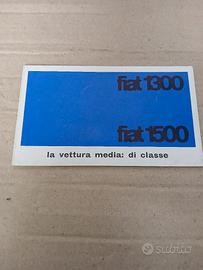 fiat 1300
fiat 1500
la vettura media: di classe
subito